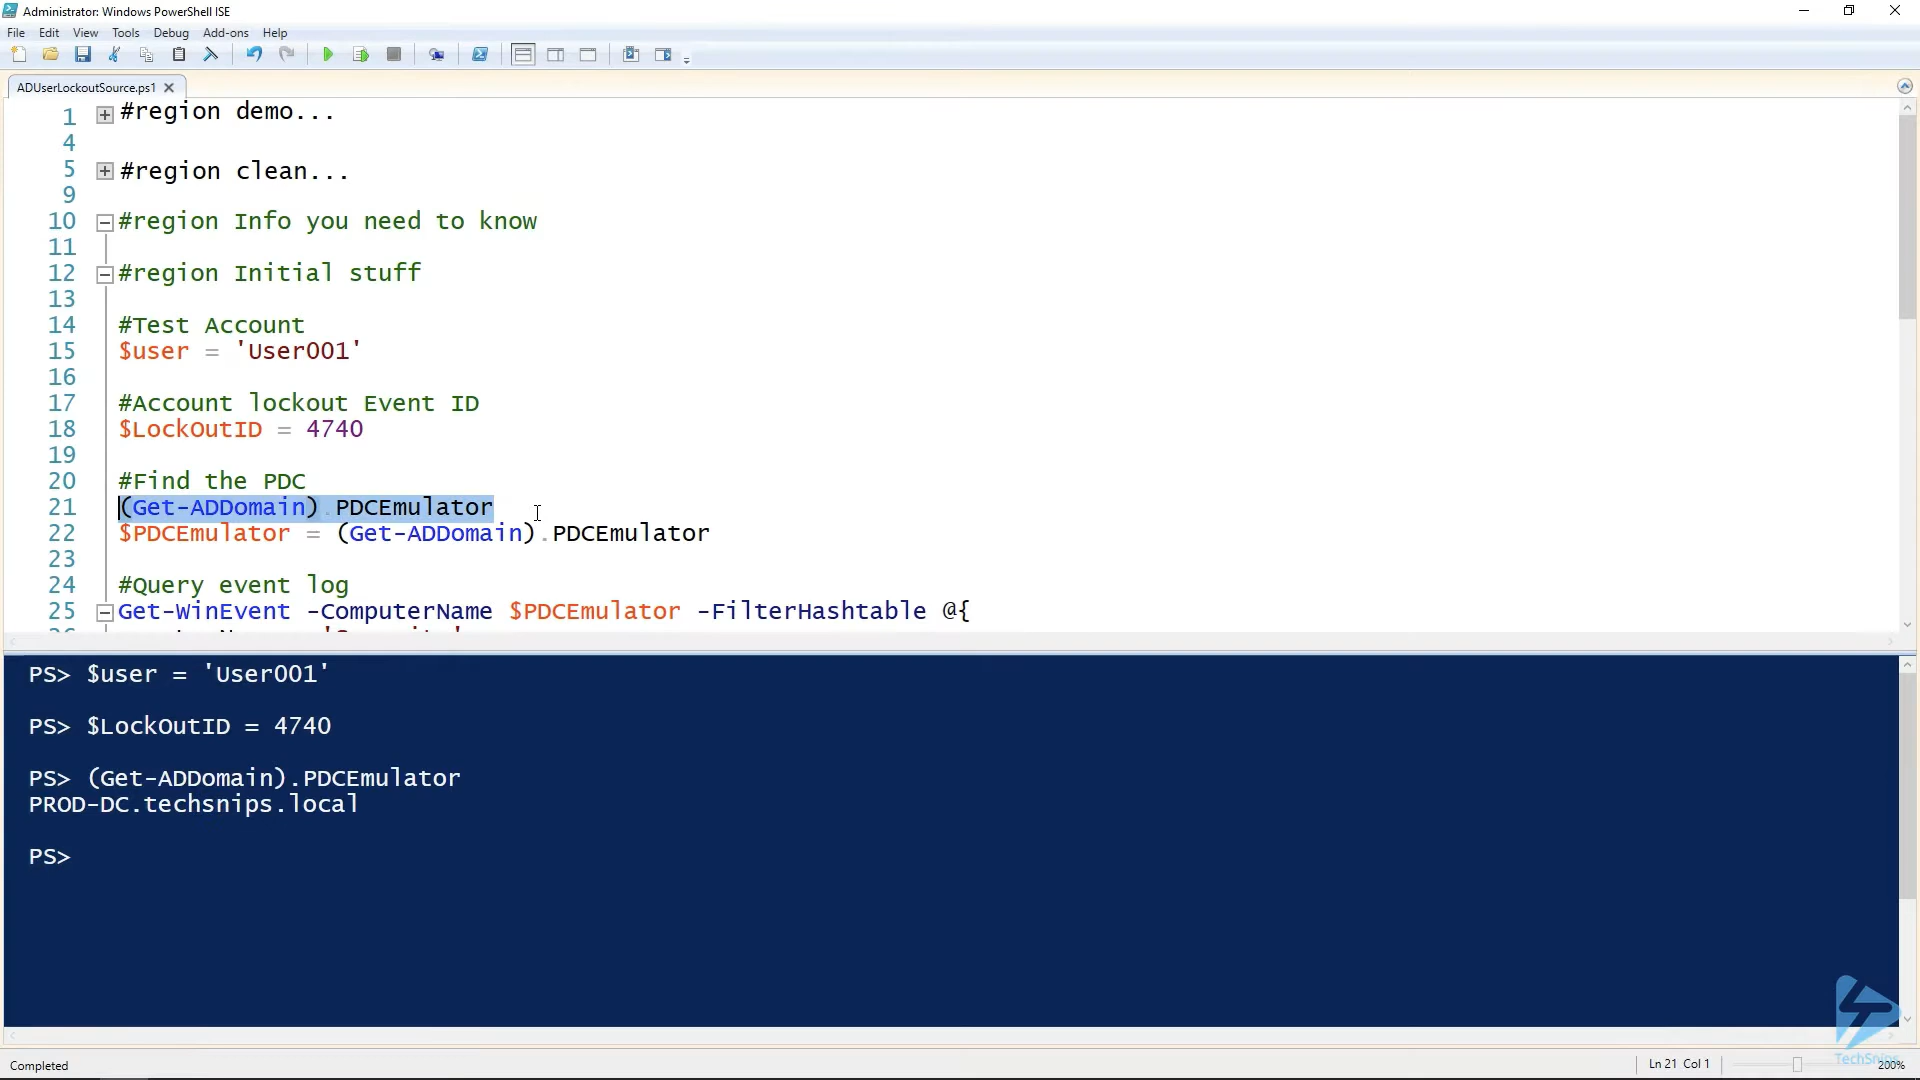 Administrator: Windows PowerShell ISE
File Edit View Tools Debug Add-ons Help
ADUserLockoutSource.ps1
1 #region demo...
4
5 #region clean...
9
10 #region Info you need to know
11
12 #region Initial stuff
13
14 #Test Account
15 $user = 'User001'
16
17 #Account lockout Event ID
18 $LockOutID = 4740
19
20 #Find the PDC
21 (Get-ADDomain).PDCEmulator
22 $PDCEmulator = (Get-ADDomain).PDCEmulator
23
24 #Query event log
25 Get-WinEvent -ComputerName $PDCEmulator -FilterHashtable @{
PS> $user = 'User001'
PS> $LockOutID = 4740
PS> (Get-ADDomain).PDCEmulator
PROD-DC.techsnips.local
PS>
Completed
Ln 21 Col 1
TechSnips
200%